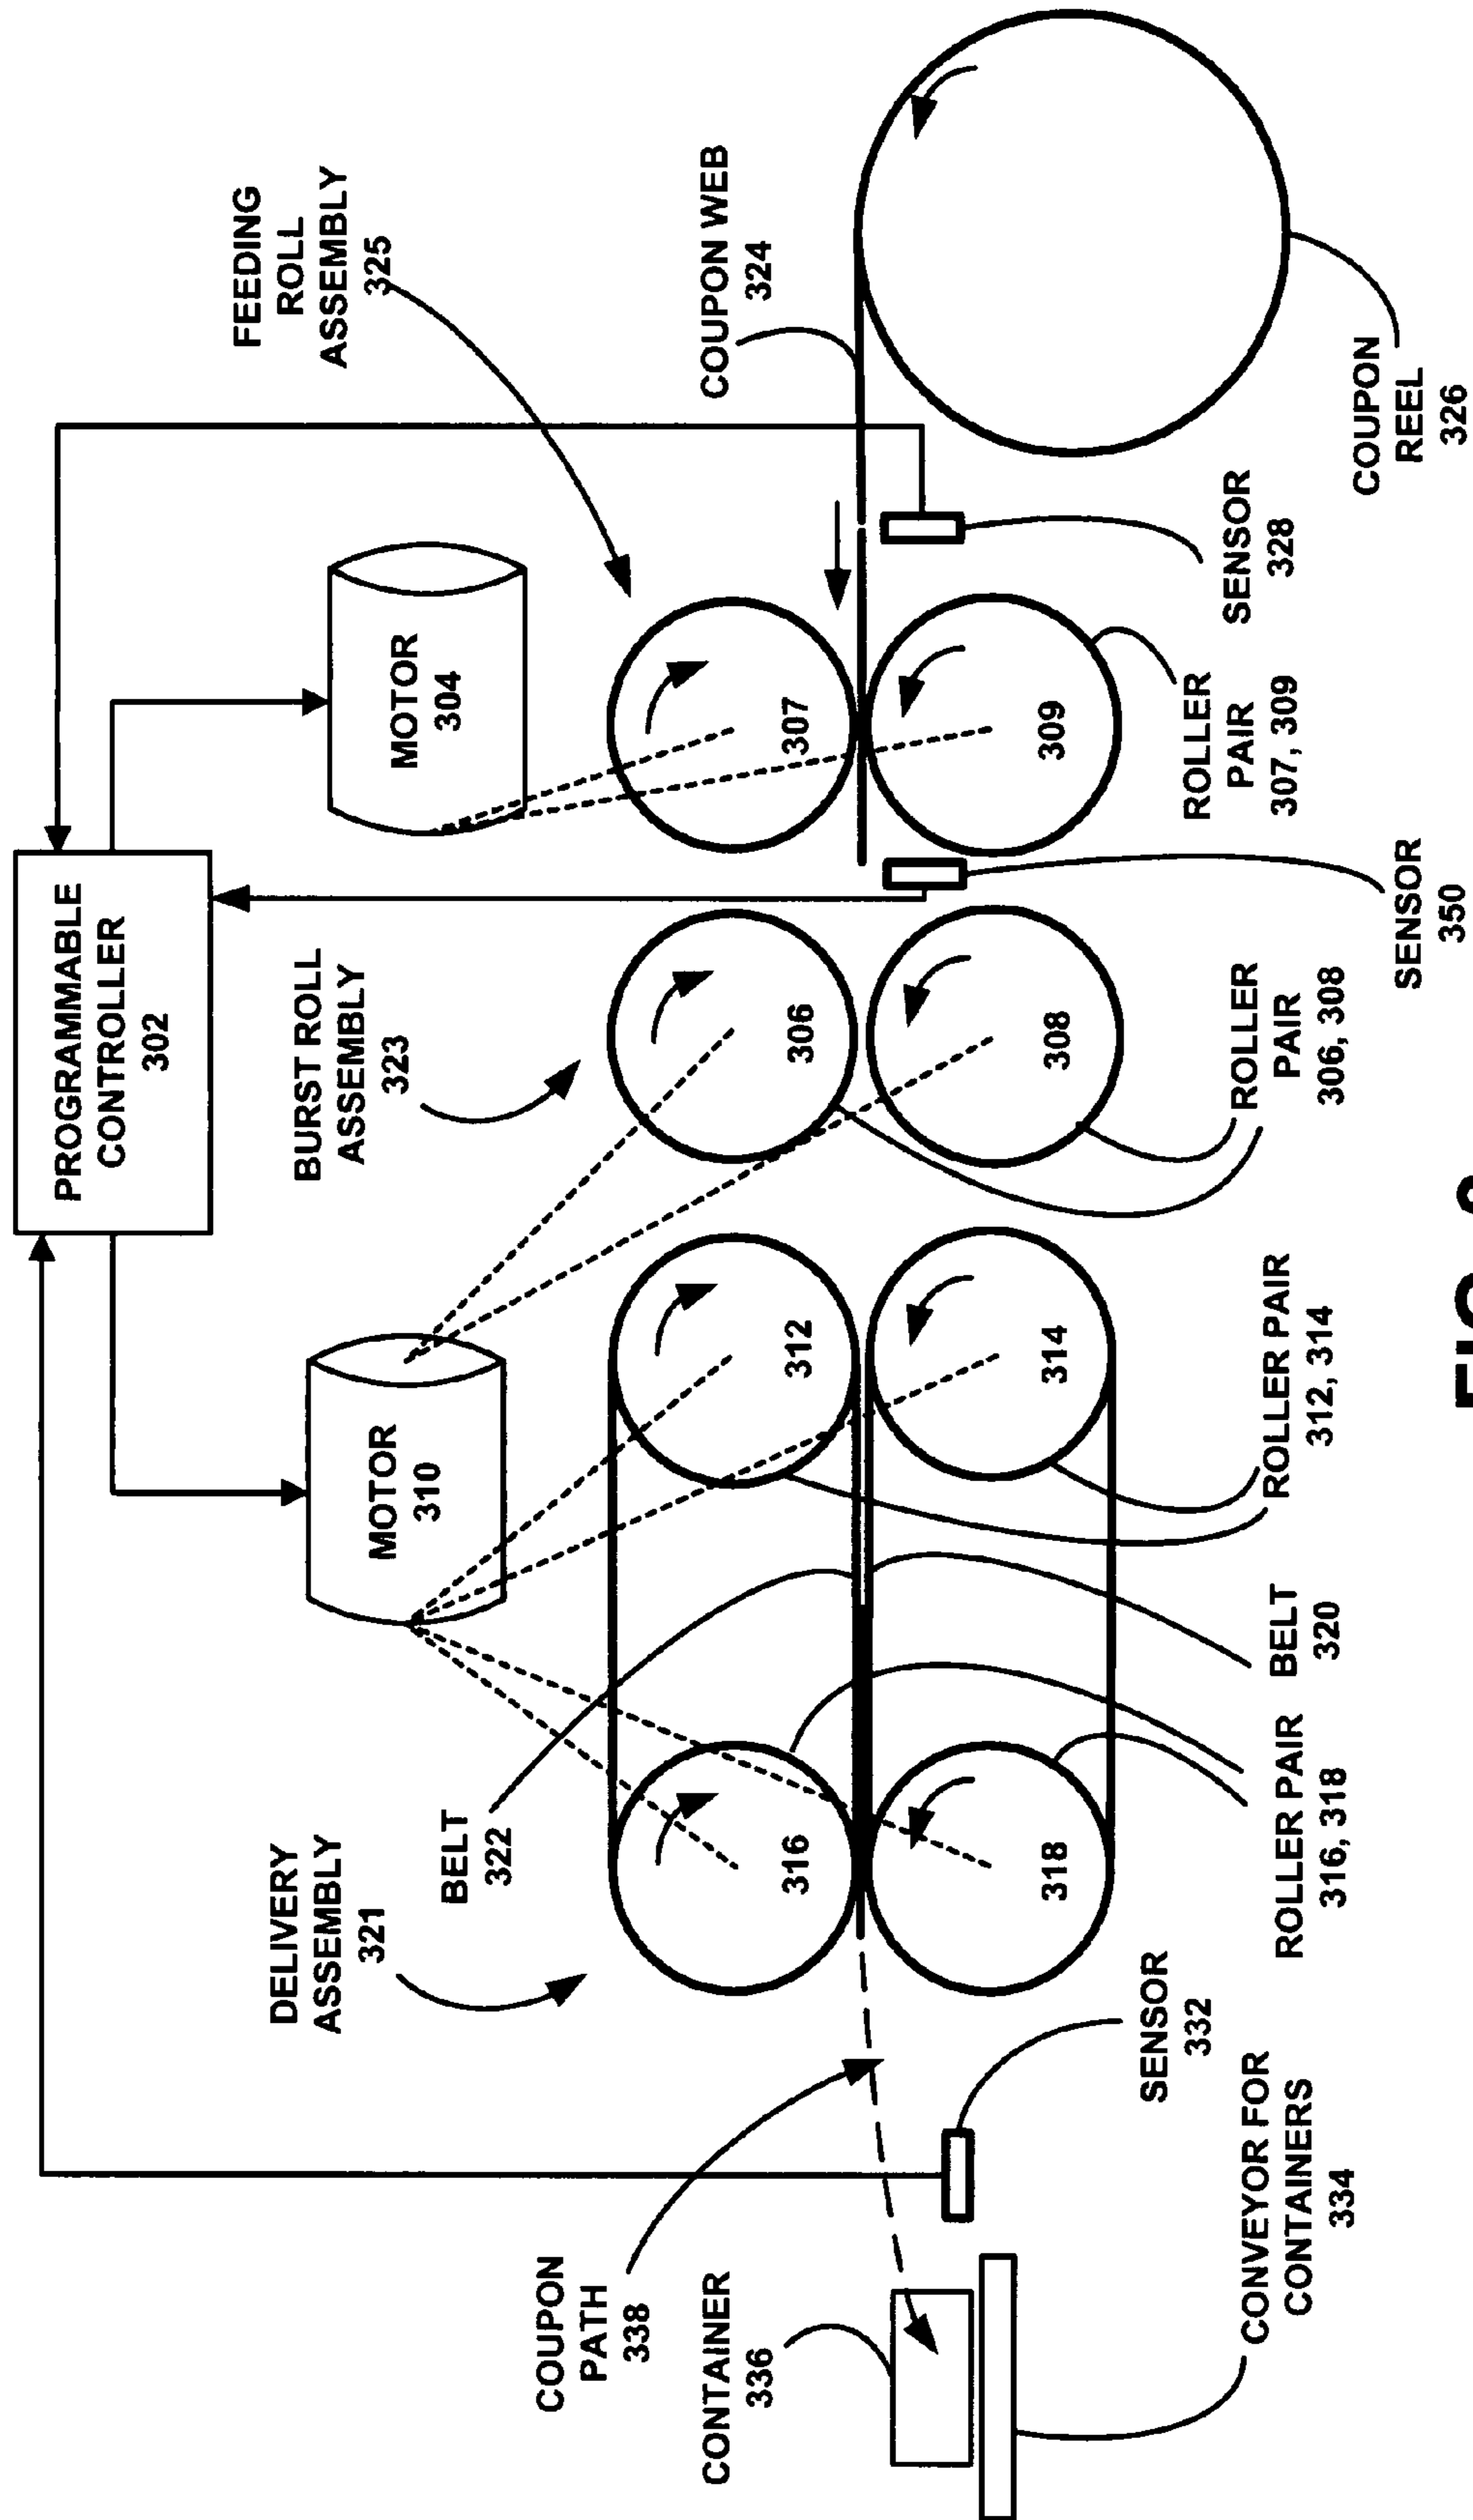 PROGRAMMABLE
CONTROLLER
302
FEEDING
ROLL
ASSEMBLY
325
MOTOR
304
BURST ROLL
ASSEMBLY
323
MOTOR
310
DELIVERY
ASSEMBLY
321
BELT
322
COUPON WEB
324
COUPON
PATH
338
CONTAINER
336
316
312
306
307
318
314
308
309
SENSOR
332
CONVEYOR FOR
CONTAINERS
334
ROLLER PAIR
316, 318
BELT
320
ROLLER PAIR
312, 314
ROLLER
PAIR
306, 308
SENSOR
350
ROLLER
PAIR
307, 309
SENSOR
328
COUPON
REEL
326